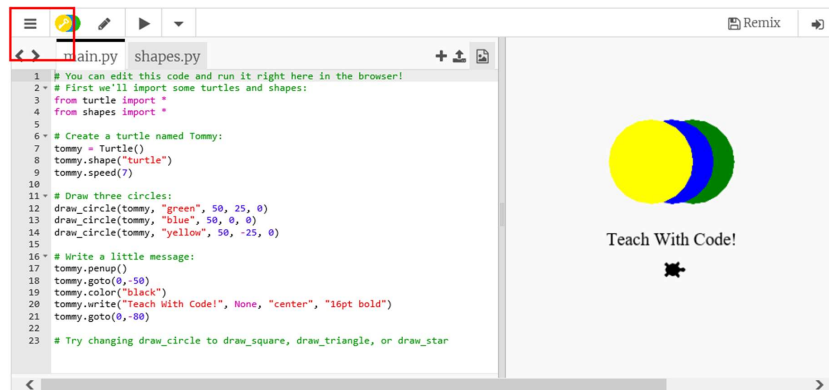 Remix
main.py shapes.py
1 # You can edit this code and run it right here in the browser!
2 # First we'll import some turtles and shapes:
3 from turtle import *
4 from shapes import *
5
6 # Create a turtle named Tommy:
7 tommy = Turtle()
8 tommy.shape("turtle")
9 tommy.speed(7)
10
11 # Draw three circles:
12 draw_circle(tommy, "green", 50, 25, 0)
13 draw_circle(tommy, "blue", 50, 0, 0)
14 draw_circle(tommy, "yellow", 50, -25, 0)
15
16 # Write a little message:
17 tommy.penup()
18 tommy.goto(0,-50)
19 tommy.color("black")
20 tommy.write("Teach With Code!", None, "center", "16pt bold")
21 tommy.goto(0,-80)
22
23 # Try changing draw_circle to draw_square, draw_triangle, or draw_star
Teach With Code!